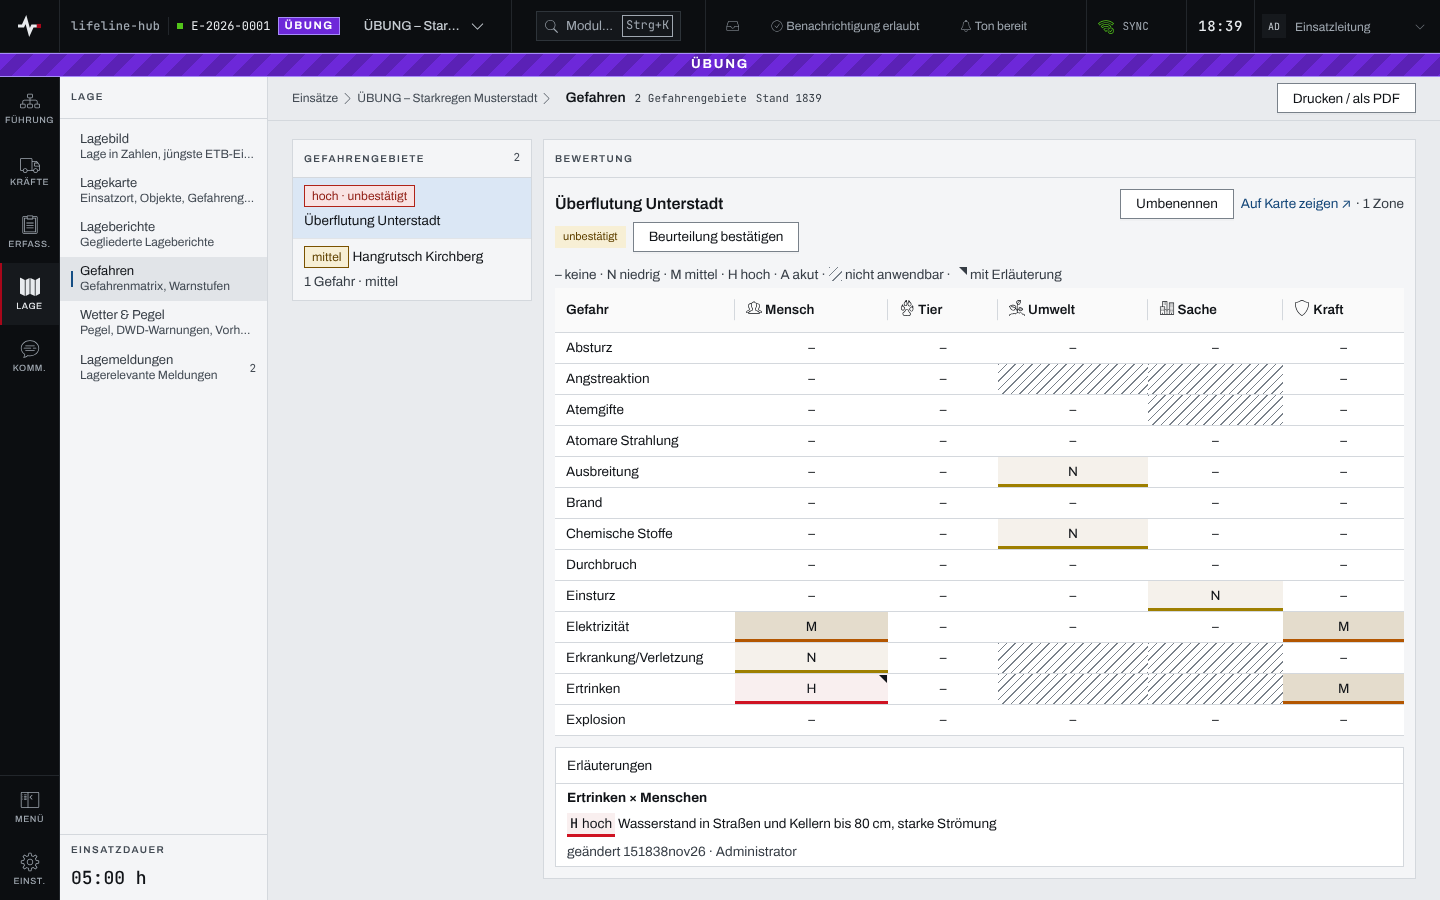 lifeline-hub E-2026-0001 ÜBUNG ÜBUNG – Star... Modul... Strg+K Benachrichtigung erlaubt Ton bereit SYNC 18:39 AD Einsatzleitung
ÜBUNG
FÜHRUNG
KRÄFTE
ERFASS.
LAGE
KOMM.
MENÜ
EINST.
LAGE
Lagebild
Lage in Zahlen, jüngste ETB-Ei...
Lagekarte
Einsatzort, Objekte, Gefahreng...
Lageberichte
Gegliederte Lageberichte
Gefahren
Gefahrenmatrix, Warnstufen
Wetter & Pegel
Pegel, DWD-Warnungen, Vorh...
Lagemeldungen
Lagerelevante Meldungen 2
EINSATZDAUER
05:00 h
Einsätze ÜBUNG – Starkregen Musterstadt Gefahren 2 Gefahrengebiete Stand 1839 Drucken / als PDF
GEFAHRENGEBIETE 2
hoch · unbestätigt
Überflutung Unterstadt
mittel Hangrutsch Kirchberg
1 Gefahr · mittel
BEWERTUNG
Überflutung Unterstadt Umbenennen Auf Karte zeigen ↗ · 1 Zone
unbestätigt Beurteilung bestätigen
– keine · N niedrig · M mittel · H hoch · A akut · nicht anwendbar · mit Erläuterung
Gefahr Mensch Tier Umwelt Sache Kraft
Absturz – – – – –
Angstreaktion – – –
Atemgifte – – – –
Atomare Strahlung – – – – –
Ausbreitung – – N – –
Brand – – – – –
Chemische Stoffe – – N – –
Durchbruch – – – – –
Einsturz – – – N –
Elektrizität M – – – M
Erkrankung/Verletzung N – –
Ertrinken H – M
Explosion – – – – –
Erläuterungen
Ertrinken × Menschen
H hoch Wasserstand in Straßen und Kellern bis 80 cm, starke Strömung
geändert 151838nov26 · Administrator